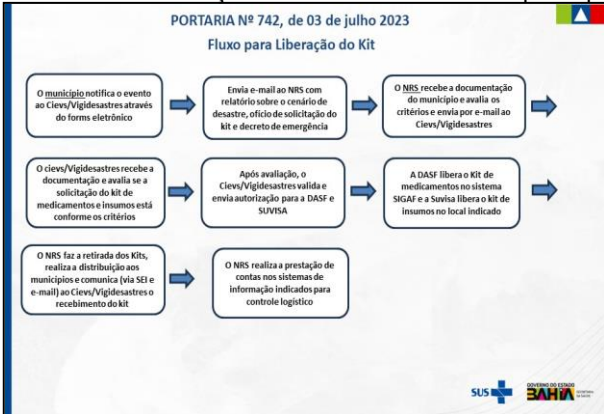 PORTARIA Nº 742, de 03 de julho 2023
Fluxo para Liberação do Kit
O município notifica o evento
ao Cievs/Vigidesastres através
do forms eletrônico
Envia e-mail ao NRS com
relatório sobre o cenário de
desastre, ofício de solicitação do
kit e decreto de emergência
O NRS recebe a documentação
do município e avalia os
critérios e envia por e-mail ao
Cievs/Vigidesastres
O cievs/Vigidesastres recebe a
documentação e avalia se a
solicitação do kit de
medicamentos e insumos está
conforme os critérios
Após avaliação, o
Cievs/Vigidesastres valida e
envia autorização para a DASF e
SUVISA
A DASF libera o Kit de
medicamentos no sistema
SIGAF e a Suvisa libera o kit de
insumos no local indicado
O NRS faz a retirada dos Kits,
realiza a distribuição aos
municípios e comunica (via SEI e
e-mail) ao Cievs/Vigidesastres o
recebimento do kit
O NRS realiza a prestação de
contas nos sistemas de
informação indicados para
controle logístico
SUS
GOVERNO DO ESTADO
BAHIA